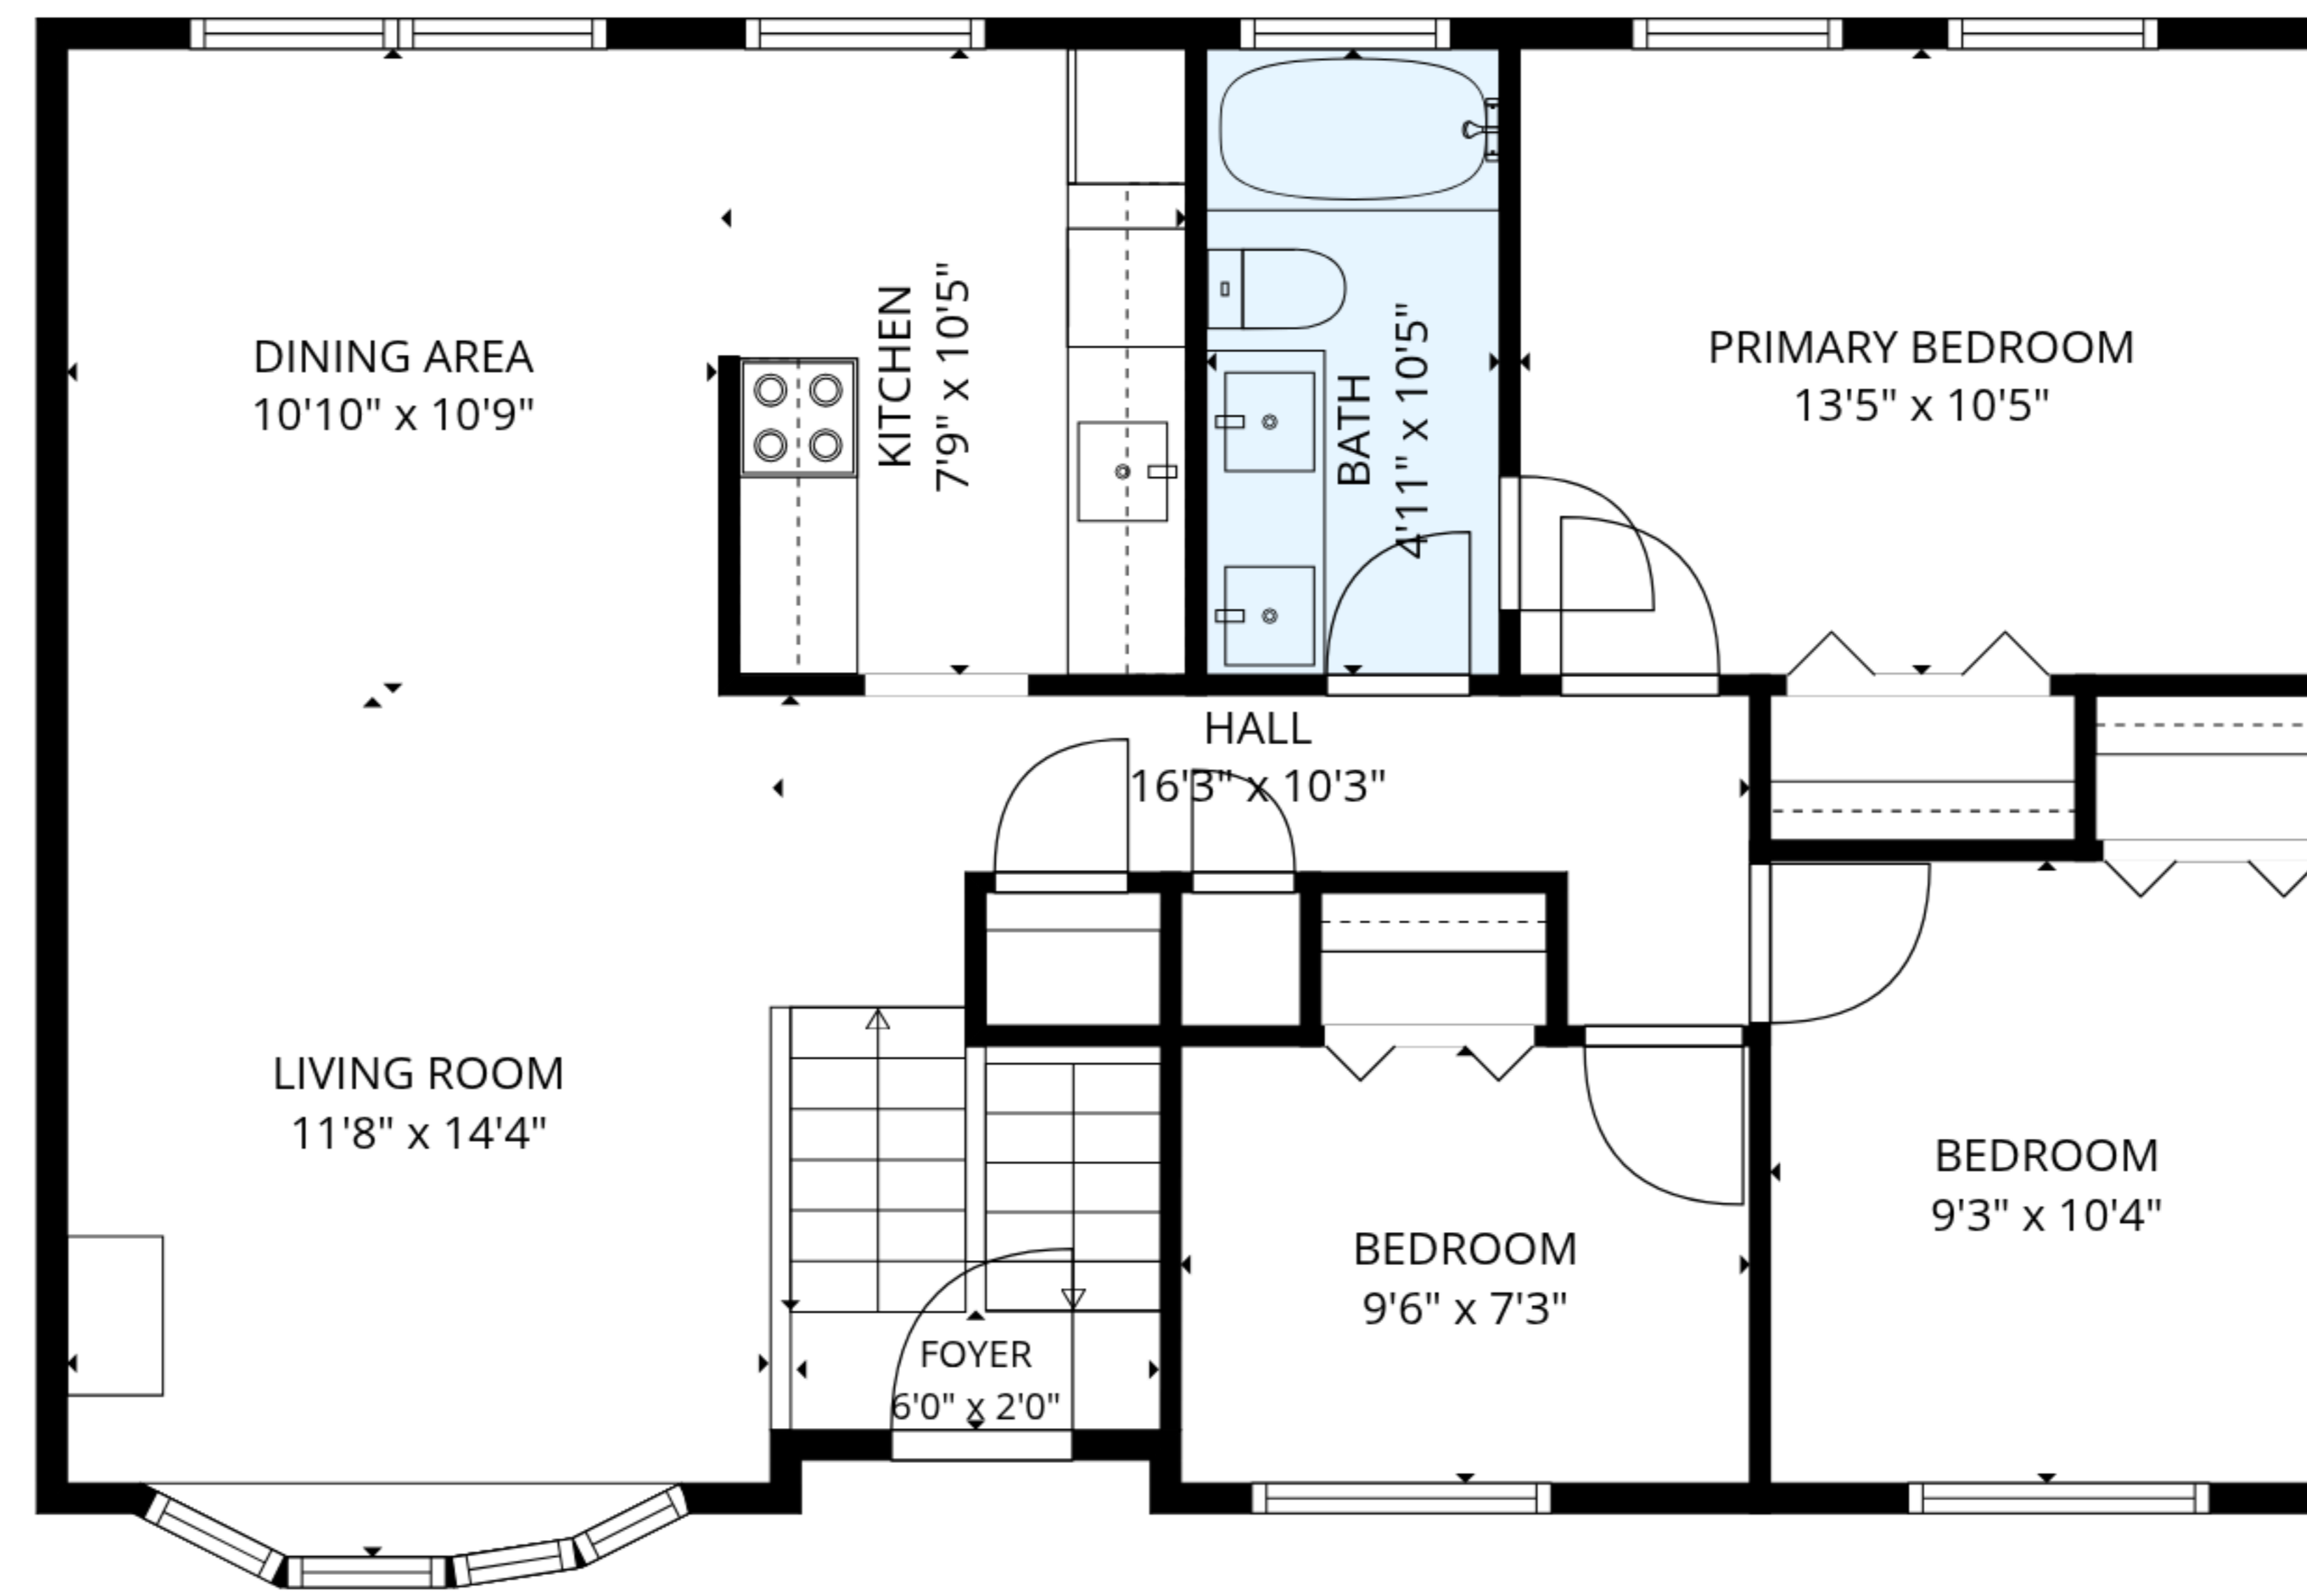 DINING AREA
10'10" x 10'9"
KITCHEN
7'9" x 10'5"
BATH
4'11" x 10'5"
PRIMARY BEDROOM
13'5" x 10'5"
HALL
16'3" x 10'3"
LIVING ROOM
11'8" x 14'4"
BEDROOM
9'3" x 10'4"
BEDROOM
9'6" x 7'3"
FOYER
6'0" x 2'0"